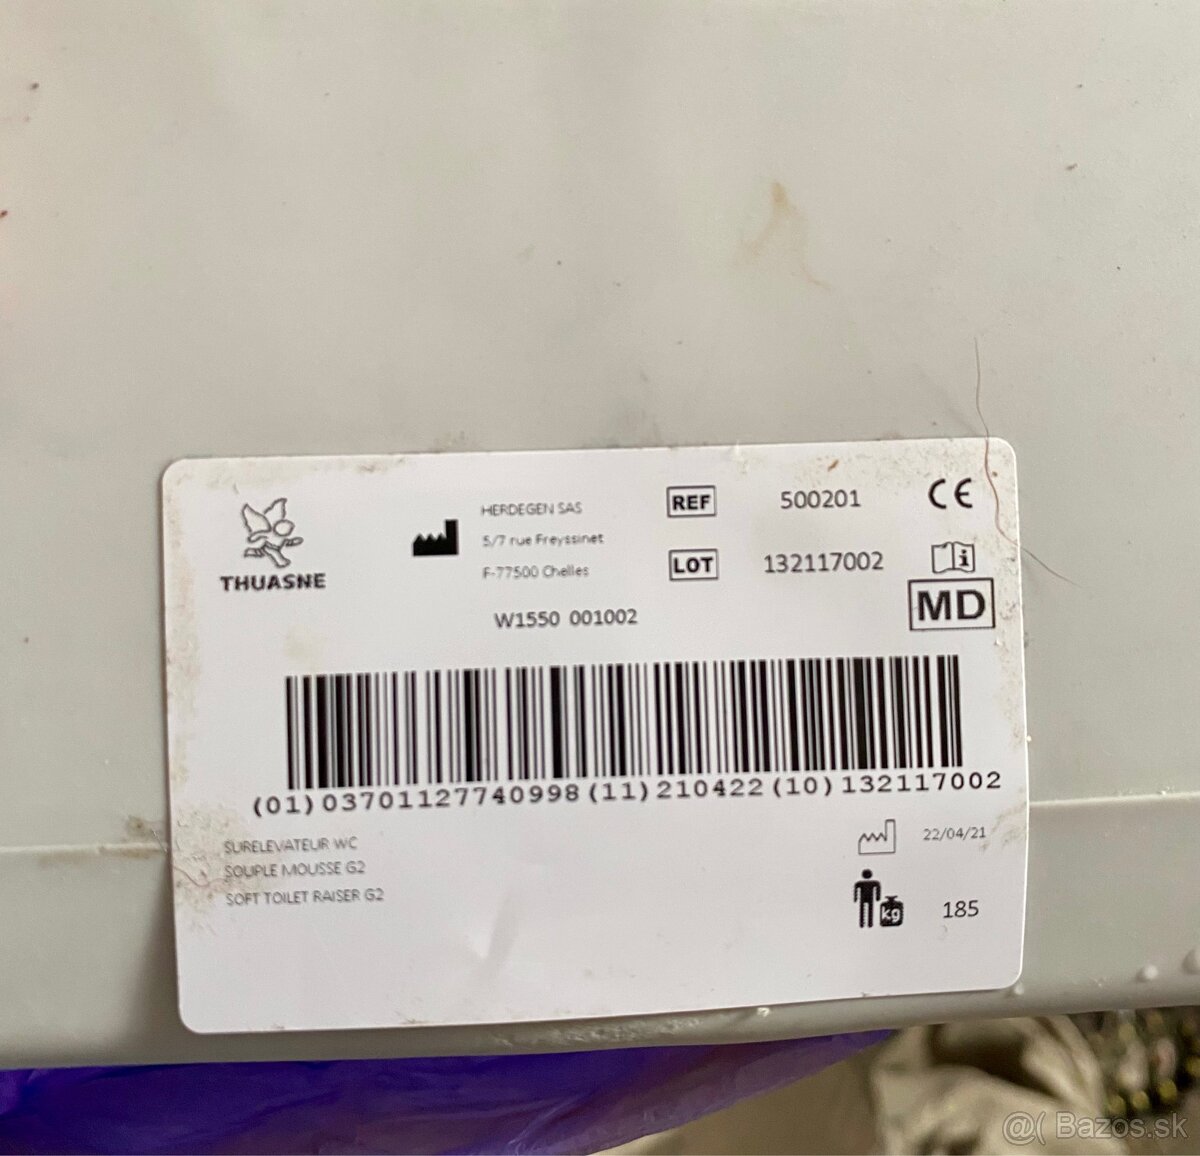 THUASNE
HERDEGEN SAS
5/7 rue Freyssinet
F-77500 Chelles
W1550 001002
REF 500201
LOT 132117002
CE
i
MD
(01)03701127740998(11)210422(10)132117002
SURELEVATEUR WC
SOUPLE MOUSSE G2
SOFT TOILET RAISER G2
22/04/21
kg 185
@( Bazos.sk